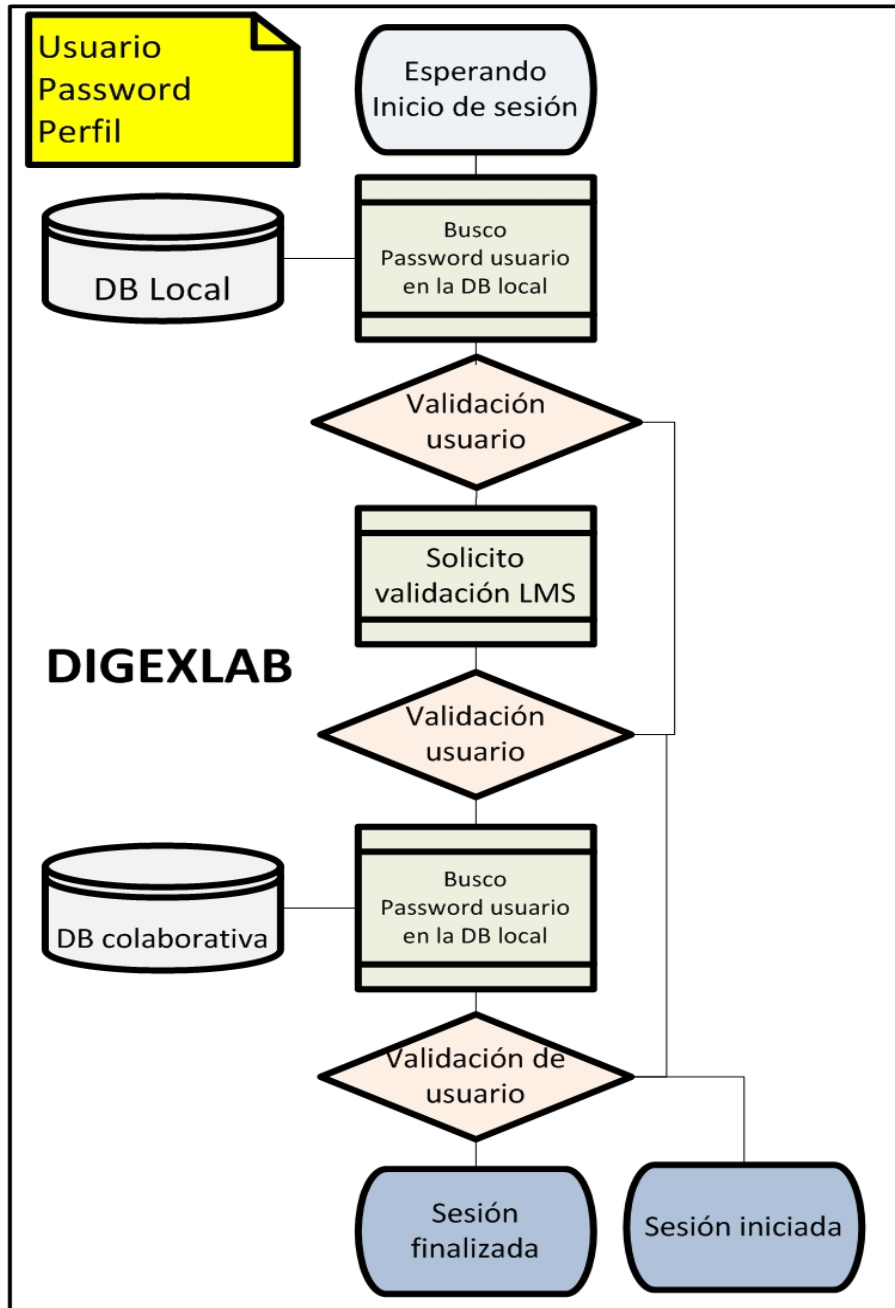 Usuario
Password
Perfil
Esperando
Inicio de sesión
Busco
Password usuario
en la DB local
DB Local
Validación
usuario
Solicito
validación LMS
DIGEXLAB
Validación
usuario
Busco
Password usuario
en la DB local
DB colaborativa
Validación de
usuario
Sesión
finalizada
Sesión iniciada